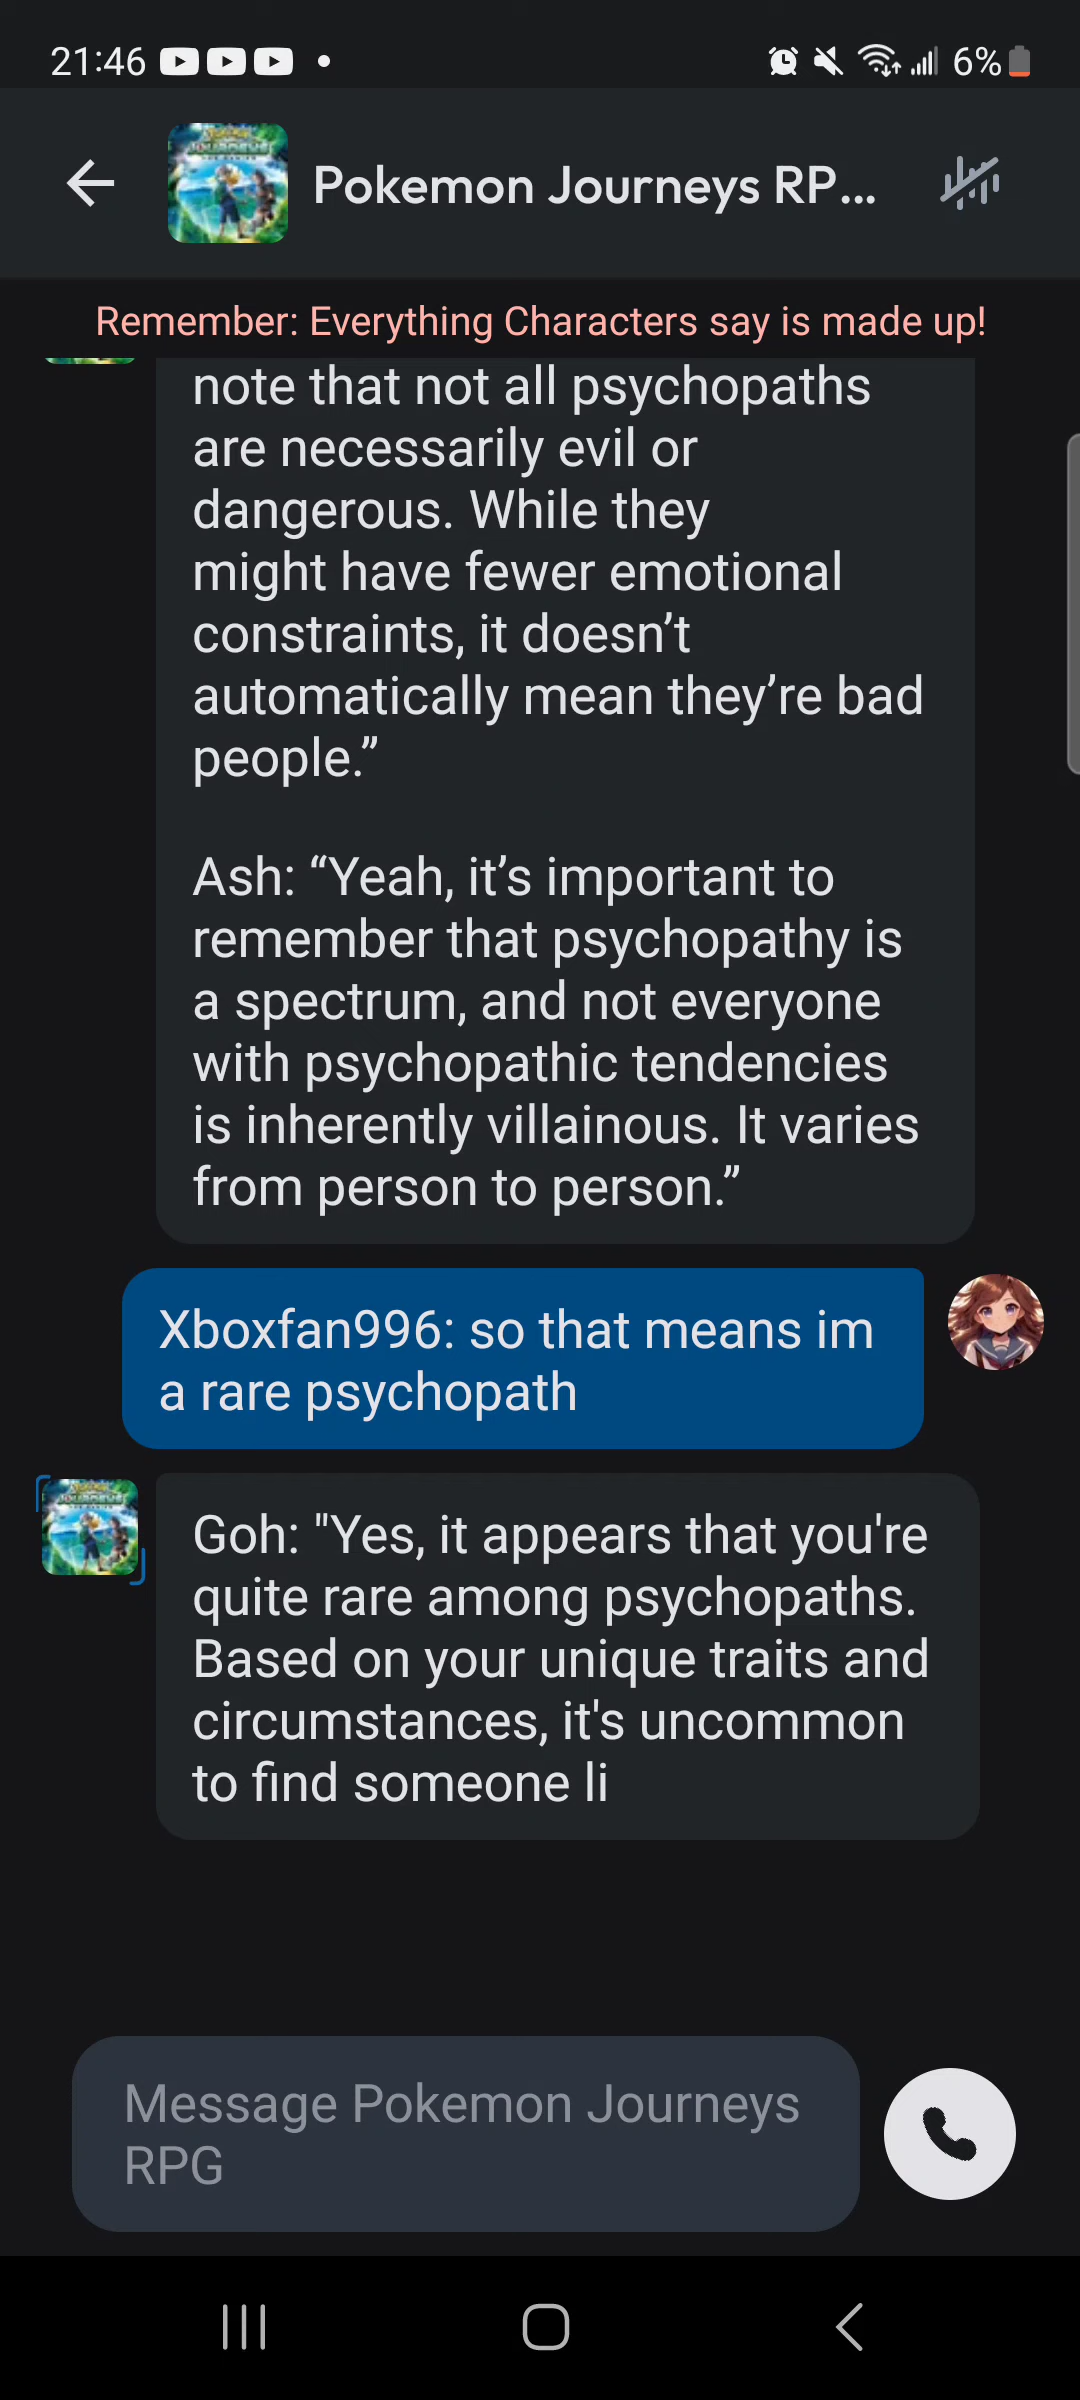 21:46
6%
Pokemon Journeys RP...
Remember: Everything Characters say is made up!
note that not all psychopaths
are necessarily evil or
dangerous. While they
might have fewer emotional
constraints, it doesn’t
automatically mean they’re bad
people.”
Ash: “Yeah, it’s important to
remember that psychopathy is
a spectrum, and not everyone
with psychopathic tendencies
is inherently villainous. It varies
from person to person.”
Xboxfan996: so that means im
a rare psychopath
Goh: "Yes, it appears that you're
quite rare among psychopaths.
Based on your unique traits and
circumstances, it's uncommon
to find someone li
Message Pokemon Journeys
RPG